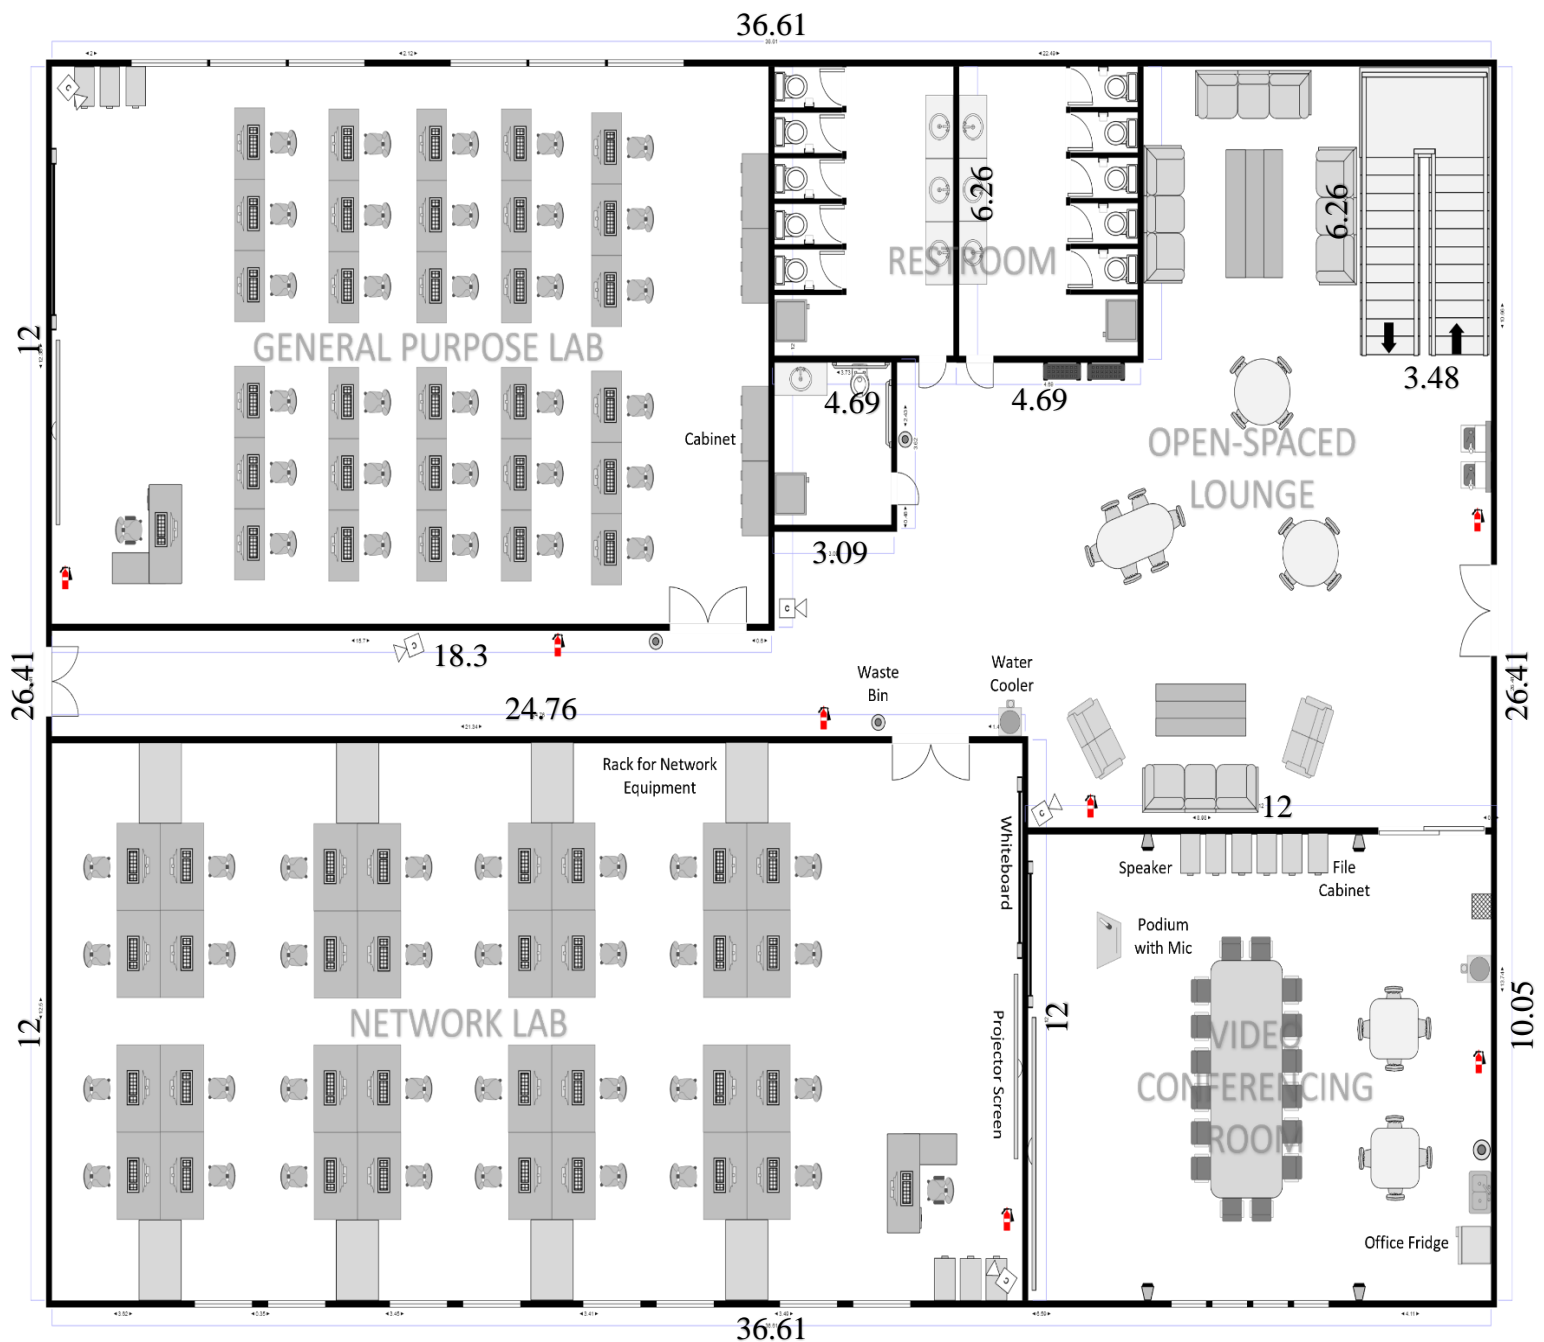 36.61
6.26
RESTROOM
6.26
12
GENERAL PURPOSE LAB
3.48
4.69
4.69
Cabinet
OPEN-SPACED
LOUNGE
3.09
18.3
26.41
26.41
24.76
Waste
Bin
Water
Cooler
Rack for Network
Equipment
12
Whiteboard
Speaker
File
Cabinet
Podium
with Mic
12
NETWORK LAB
Projector Screen
12
10.05
VIDEO
CONFERENCING
ROOM
Office Fridge
36.61